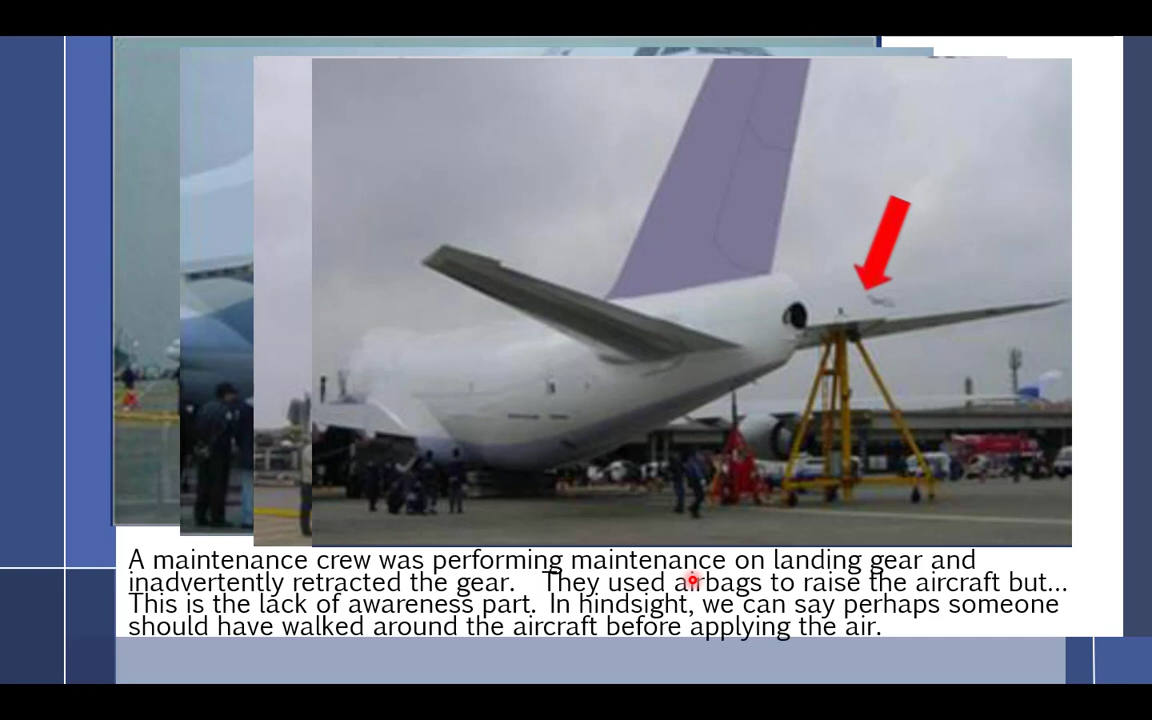 A maintenance crew was performing maintenance on landing gear and
inadvertently retracted the gear. They used airbags to raise the aircraft but...
This is the lack of awareness part. In hindsight, we can say perhaps someone
should have walked around the aircraft before applying the air.